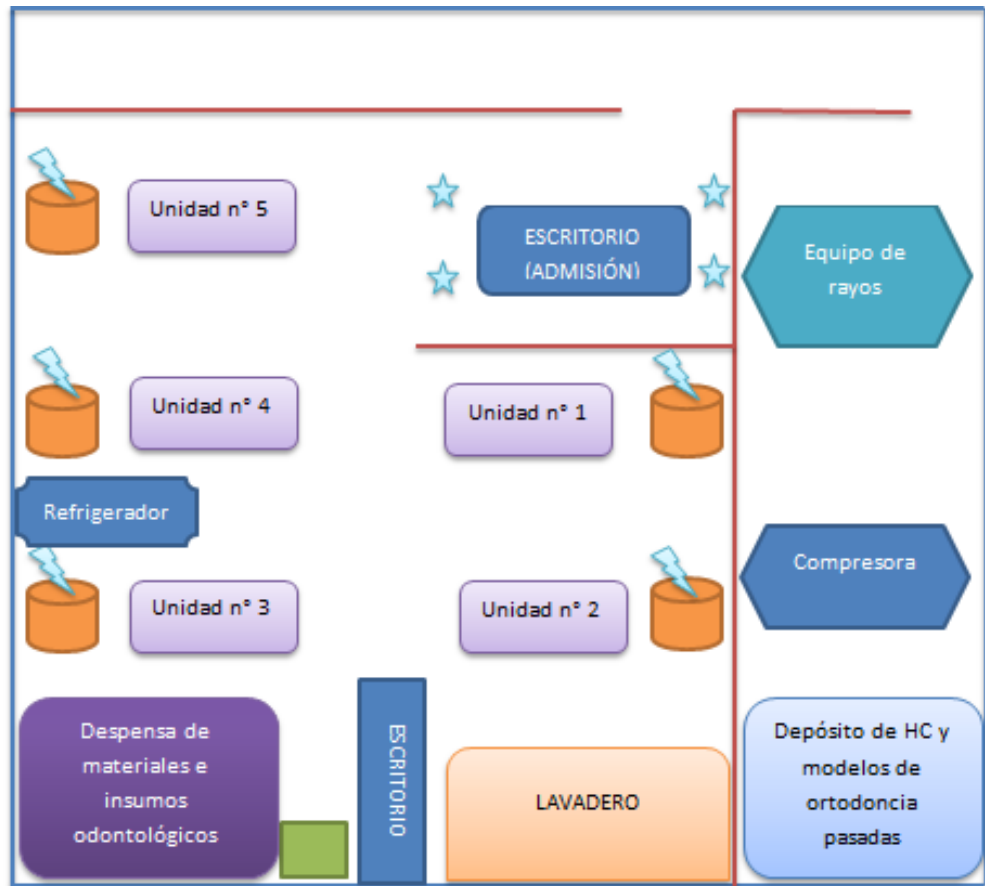 Unidad n° 5
ESCRITORIO
(ADMISIÓN)
Equipo de
rayos
Unidad n° 4
Unidad n° 1
Refrigerador
Compresora
Unidad n° 3
Unidad n° 2
Despensa de
materiales e
insumos
odontológicos
ESCRITORIO
LAVADERO
Depósito de HC y
modelos de
ortodoncia
pasadas